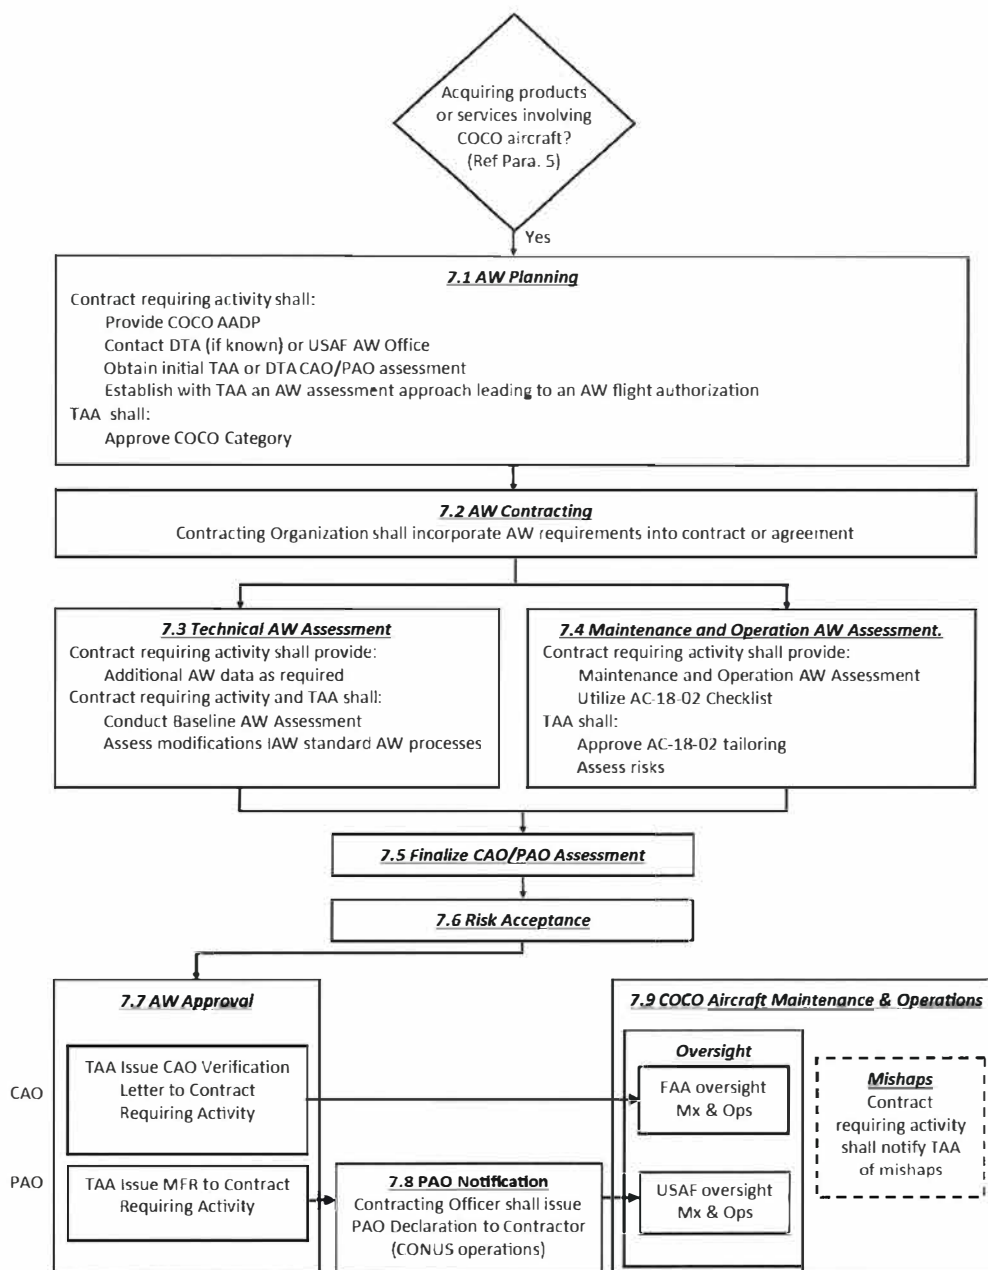 Acquiring products
or services involving
COCO aircraft?
(Ref Para. 5)
Yes
7.1 AW Planning
Contract requiring activity shall:
Provide COCO AADP
Contact DTA (if known) or USAF AW Office
Obtain initial TAA or DTA CAO/PAO assessment
Establish with TAA an AW assessment approach leading to an AW flight authorization
TAA shall:
Approve COCO Category
7.2 AW Contracting
Contracting Organization shall incorporate AW requirements into contract or agreement
7.3 Technical AW Assessment
Contract requiring activity shall provide:
Additional AW data as required
Contract requiring activity and TAA shall:
Conduct Baseline AW Assessment
Assess modifications IAW standard AW processes
7.4 Maintenance and Operation AW Assessment.
Contract requiring activity shall provide:
Maintenance and Operation AW Assessment
Utilize AC-18-02 Checklist
TAA shall:
Approve AC-18-02 tailoring
Assess risks
7.5 Finalize CAO/PAO Assessment
7.6 Risk Acceptance
7.7 AW Approval
CAO
TAA Issue CAO Verification
Letter to Contract
Requiring Activity
PAO
TAA Issue MFR to Contract
Requiring Activity
7.8 PAO Notification
Contracting Officer shall issue
PAO Declaration to Contractor
(CONUS operations)
7.9 COCO Aircraft Maintenance & Operations
Oversight
FAA oversight
Mx & Ops
USAF oversight
Mx & Ops
Mishaps
Contract
requiring activity
shall notify TAA
of mishaps